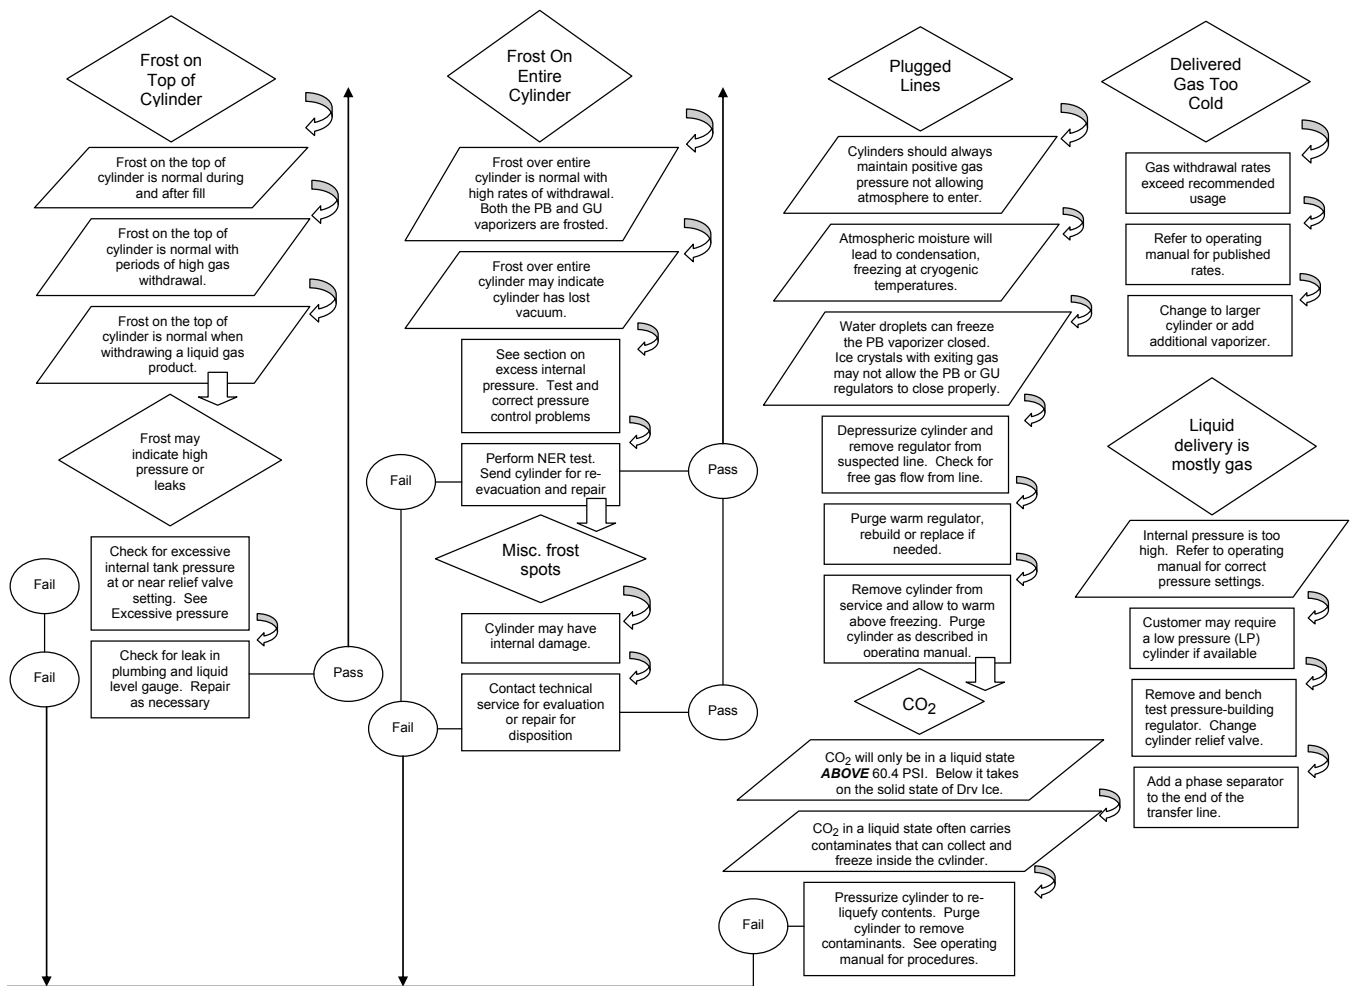 Frost on
Top of
Cylinder
Frost on the top of
cylinder is normal during
and after fill
Frost on the top of
cylinder is normal with
periods of high gas
withdrawal.
Frost on the top of
cylinder is normal when
withdrawing a liquid gas
product.
Frost may
indicate high
pressure or
leaks
Fail
Check for excessive
internal tank pressure
at or near relief valve
setting. See
Excessive pressure
Fail
Check for leak in
plumbing and liquid
level gauge. Repair
as necessary
Pass
Frost On
Entire
Cylinder
Frost over entire
cylinder is normal with
high rates of withdrawal.
Both the PB and GU
vaporizers are frosted.
Frost over entire
cylinder may indicate
cylinder has lost
vacuum.
See section on
excess internal
pressure. Test and
correct pressure
control problems
Fail
Perform NER test.
Send cylinder for re-
evacuation and repair
Pass
Misc. frost
spots
Cylinder may have
internal damage.
Fail
Contact technical
service for evaluation
or repair for
disposition
Pass
Plugged
Lines
Cylinders should always
maintain positive gas
pressure not allowing
atmosphere to enter.
Atmospheric moisture will
lead to condensation,
freezing at cryogenic
temperatures.
Water droplets can freeze
the PB vaporizer closed.
Ice crystals with exiting gas
may not allow the PB or GU
regulators to close properly.
Depressurize cylinder and
remove regulator from
suspected line. Check for
free gas flow from line.
Purge warm regulator,
rebuild or replace if
needed.
Remove cylinder from
service and allow to warm
above freezing. Purge
cylinder as described in
operating manual.
CO2
CO2 will only be in a liquid state
ABOVE 60.4 PSI. Below it takes
on the solid state of Dry Ice.
CO2 in a liquid state often carries
contaminates that can collect and
freeze inside the cylinder.
Fail
Pressurize cylinder to re-
liquefy contents. Purge
cylinder to remove
contaminants. See operating
manual for procedures.
Delivered
Gas Too
Cold
Gas withdrawal rates
exceed recommended
usage
Refer to operating
manual for published
rates.
Change to larger
cylinder or add
additional vaporizer.
Liquid
delivery is
mostly gas
Internal pressure is too
high. Refer to operating
manual for correct
pressure settings.
Customer may require
a low pressure (LP)
cylinder if available
Remove and bench
test pressure-building
regulator. Change
cylinder relief valve.
Add a phase separator
to the end of the
transfer line.